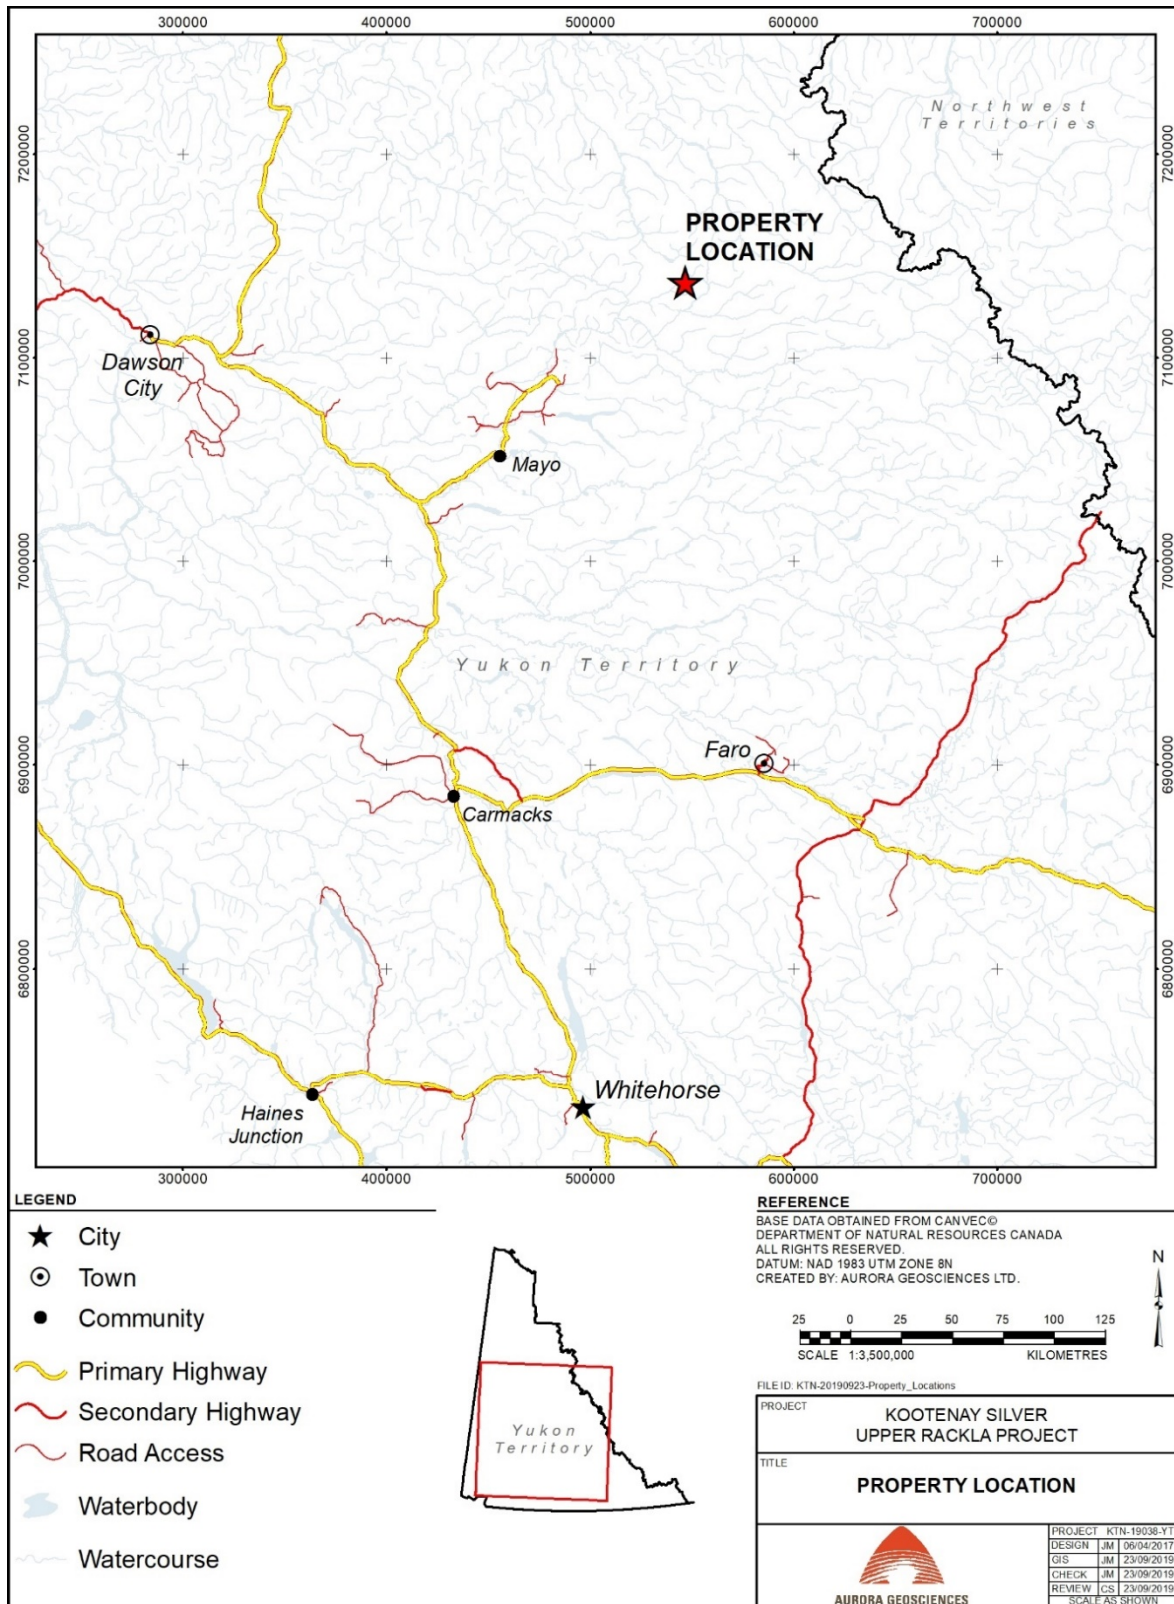 300000 400000 500000 600000 700000
Northwest
Territories
7200000 7200000
PROPERTY
LOCATION
Dawson
City
7100000 7100000
Mayo
7000000 7000000
Yukon Territory
Faro
6900000 6900000
Carmacks
6800000 6800000
Whitehorse
Haines
Junction
300000 400000 500000 600000 700000
LEGEND
City
Town
Community
Primary Highway
Secondary Highway
Road Access
Waterbody
Watercourse
Yukon
Territory
REFERENCE
BASE DATA OBTAINED FROM CANVEC©
DEPARTMENT OF NATURAL RESOURCES CANADA
ALL RIGHTS RESERVED.
DATUM: NAD 1983 UTM ZONE 8N
CREATED BY: AURORA GEOSCIENCES LTD.
N
25 0 25 50 75 100 125
SCALE 1:3,500,000 KILOMETRES
FILE ID: KTN-20190923-Property_Locations
PROJECT
KOOTENAY SILVER
UPPER RACKLA PROJECT
TITLE
PROPERTY LOCATION
AURORA GEOSCIENCES
PROJECT KTN-19038-YT
DESIGN JM 06/04/2017
GIS JM 23/09/2019
CHECK JM 23/09/2019
REVIEW CS 23/09/2019
SCALE AS SHOWN